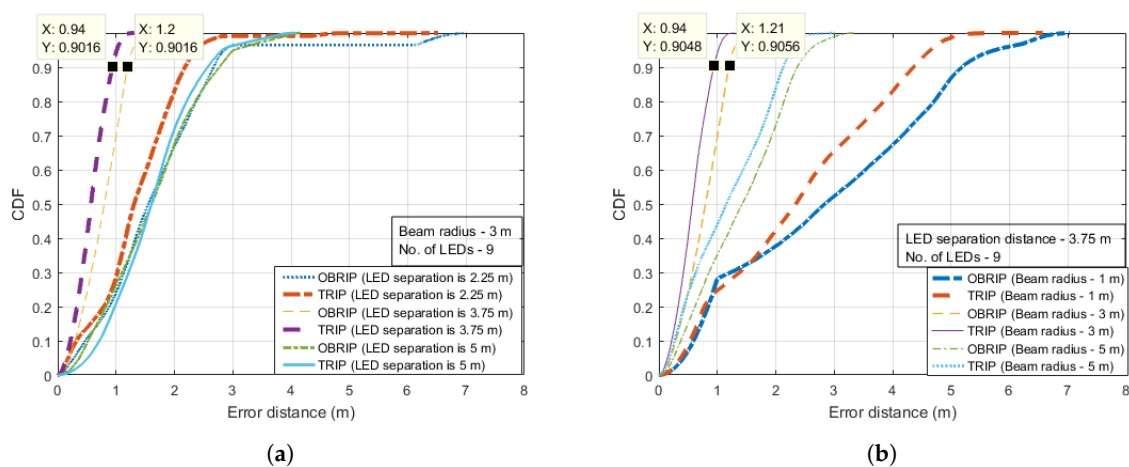 X: 0.94
Y: 0.9016
X: 1.2
Y: 0.9016
1
0.9
0.8
0.7
0.6
0.5
0.4
0.3
0.2
0.1
0
CDF
Beam radius - 3 m
No. of LEDs - 9
OBRIP (LED separation is 2.25 m)
TRIP (LED separation is 2.25 m)
OBRIP (LED separation is 3.75 m)
TRIP (LED separation is 3.75 m)
OBRIP (LED separation is 5 m)
TRIP (LED separation is 5 m)
0 1 2 3 4 5 6 7 8
Error distance (m)
(a)
X: 0.94
Y: 0.9048
X: 1.21
Y: 0.9056
1
0.9
0.8
0.7
0.6
0.5
0.4
0.3
0.2
0.1
0
CDF
LED separation distance - 3.75 m
No. of LEDs - 9
OBRIP (Beam radius - 1 m)
TRIP (Beam radius - 1 m)
OBRIP (Beam radius - 3 m)
TRIP (Beam radius - 3 m)
OBRIP (Beam radius - 5 m)
TRIP (Beam radius - 5 m)
0 1 2 3 4 5 6 7 8
Error distance (m)
(b)